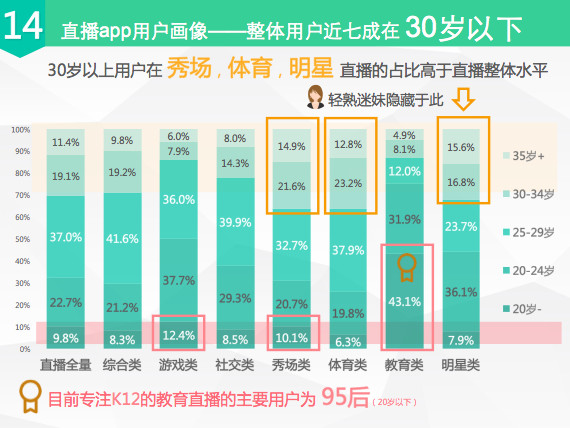 14
直播app用户画像——整体用户近七成在 30岁以下
30岁以上用户在 秀场，体育，明星 直播的占比高于直播整体水平
轻熟迷妹隐藏于此
100%
90%
80%
70%
60%
50%
40%
30%
20%
10%
0%
11.4% 9.8% 6.0% 8.0% 14.9% 12.8% 4.9% 15.6%
19.1% 19.2% 7.9% 14.3% 21.6% 23.2% 8.1% 16.8%
37.0% 41.6% 36.0% 39.9% 32.7% 37.9% 12.0% 23.7%
22.7% 21.2% 37.7% 29.3% 20.7% 19.8% 31.9% 36.1%
9.8% 8.3% 12.4% 8.5% 10.1% 6.3% 43.1% 7.9%
直播全量 综合类 游戏类 社交类 秀场类 体育类 教育类 明星类
35岁+
30-34岁
25-29岁
20-24岁
20岁-
目前专注K12的教育直播的主要用户为 95后（20岁以下）